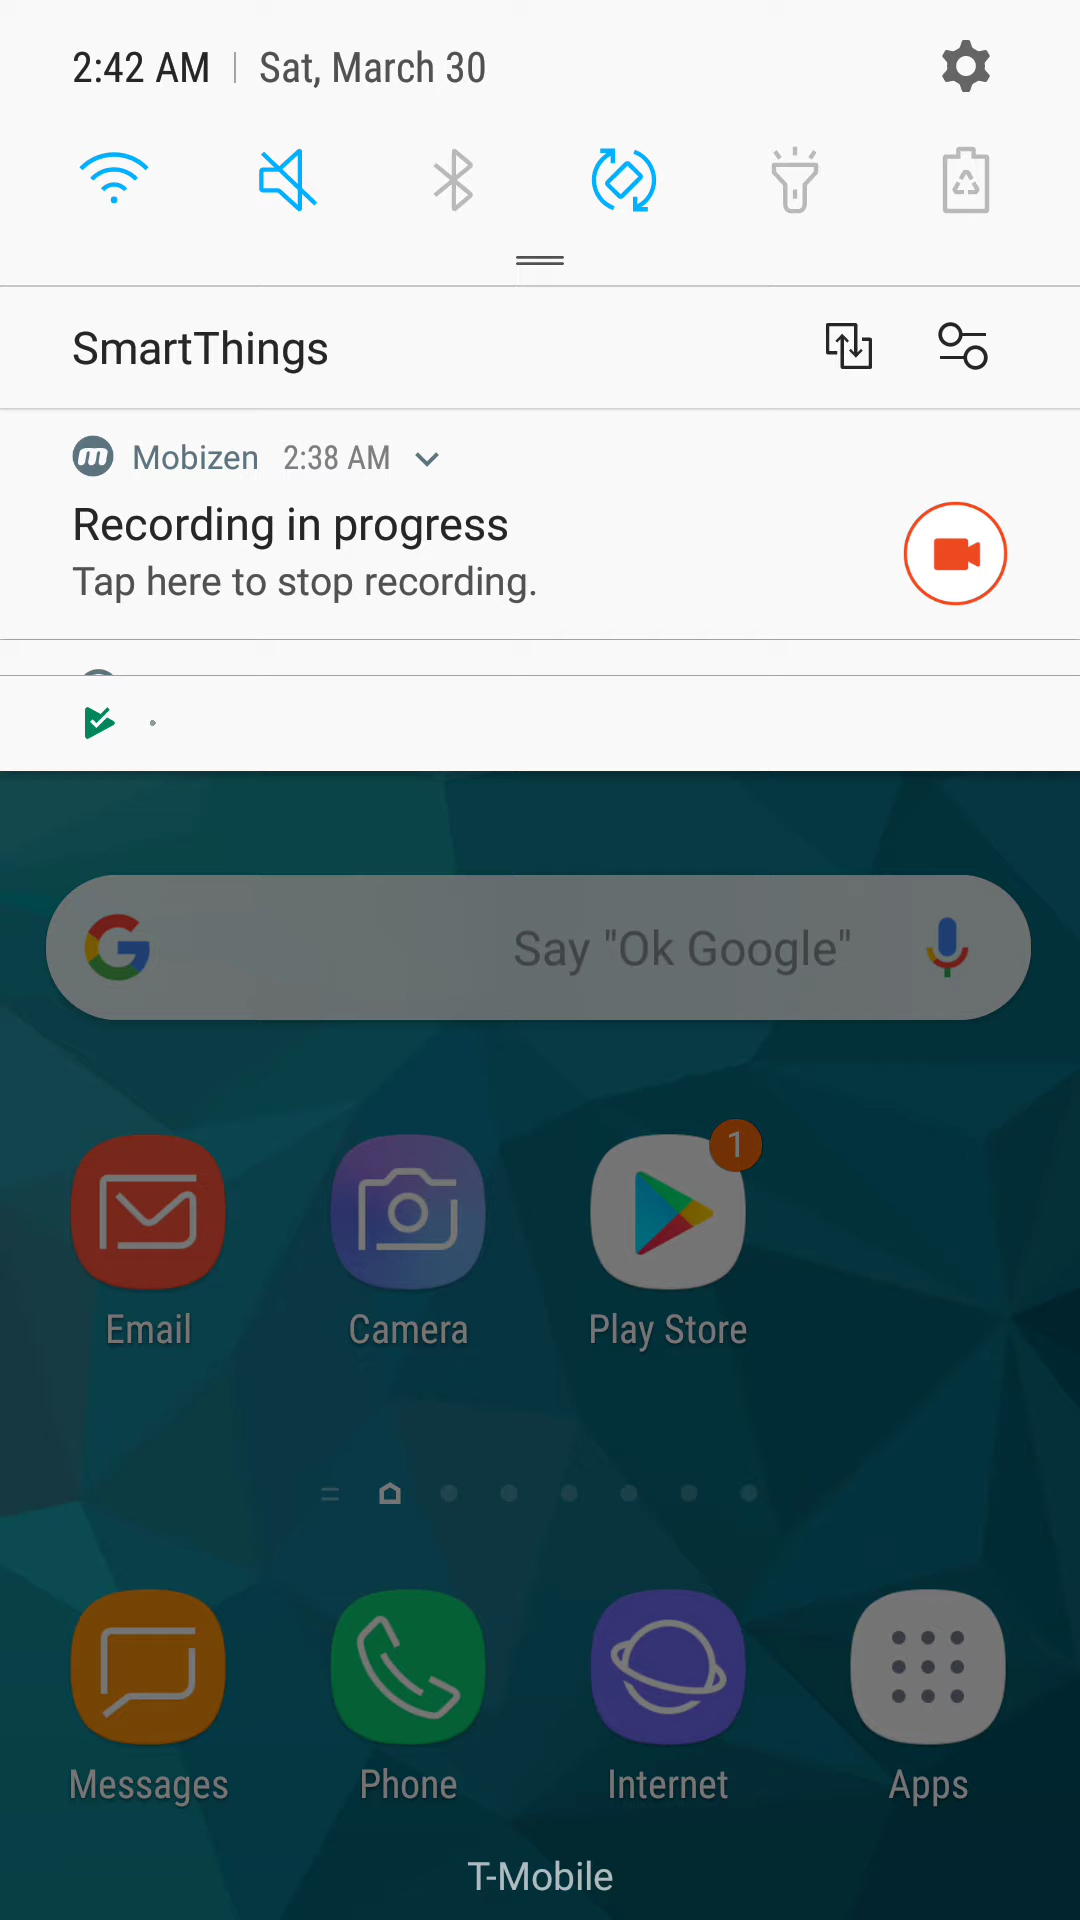 2:42 AM | Sat, March 30
SmartThings
Mobizen 2:38 AM
Recording in progress
Tap here to stop recording.
Say "Ok Google"
1
Email Camera Play Store
Messages Phone Internet Apps
T-Mobile